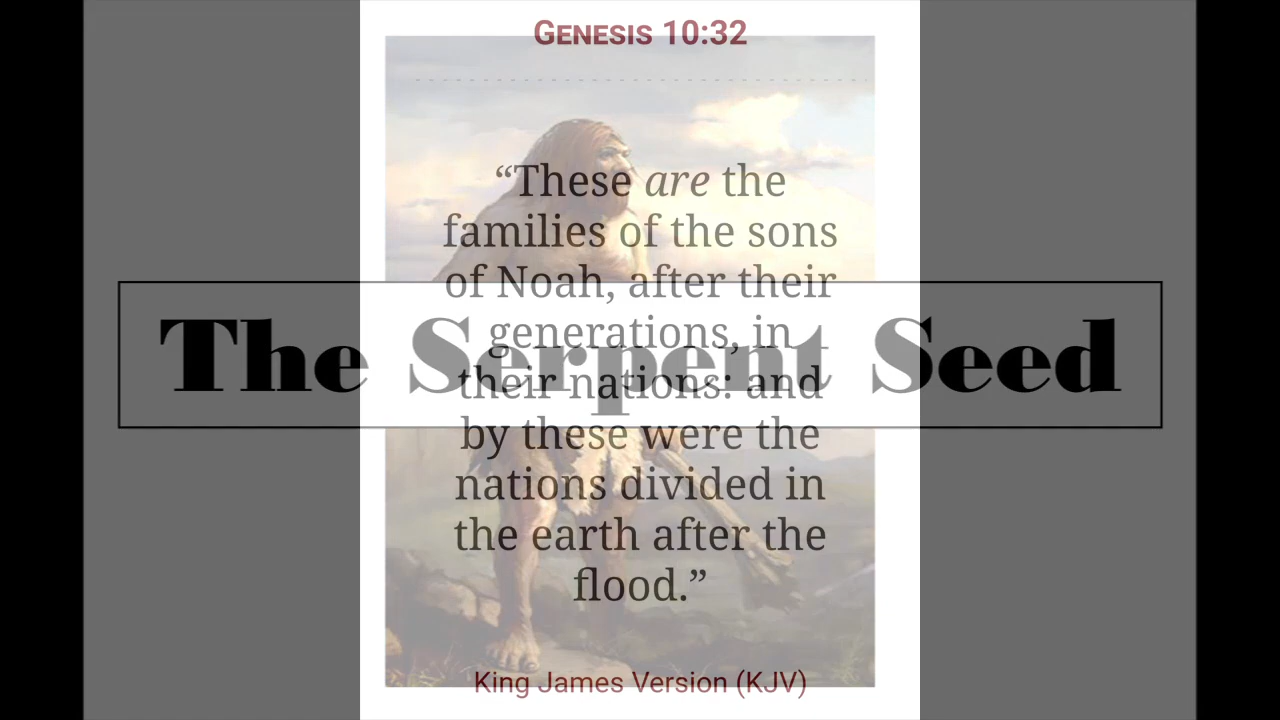 Genesis 10:32
“These are the
families of the sons
of Noah, after their
generations, in
The Serpent Seed
their nations: and
by these were the
nations divided in
the earth after the
flood.”
King James Version (KJV)